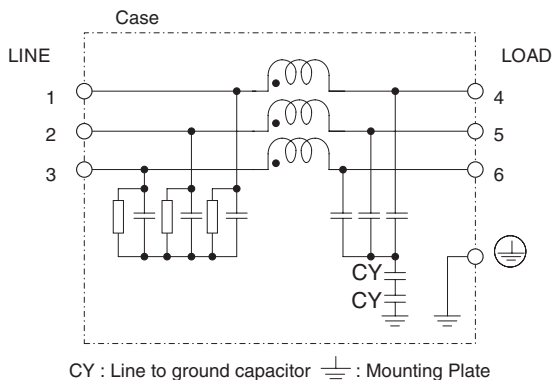 Case
LINE
LOAD
1
4
2
5
3
6
CY
CY
CY : Line to ground capacitor : Mounting Plate